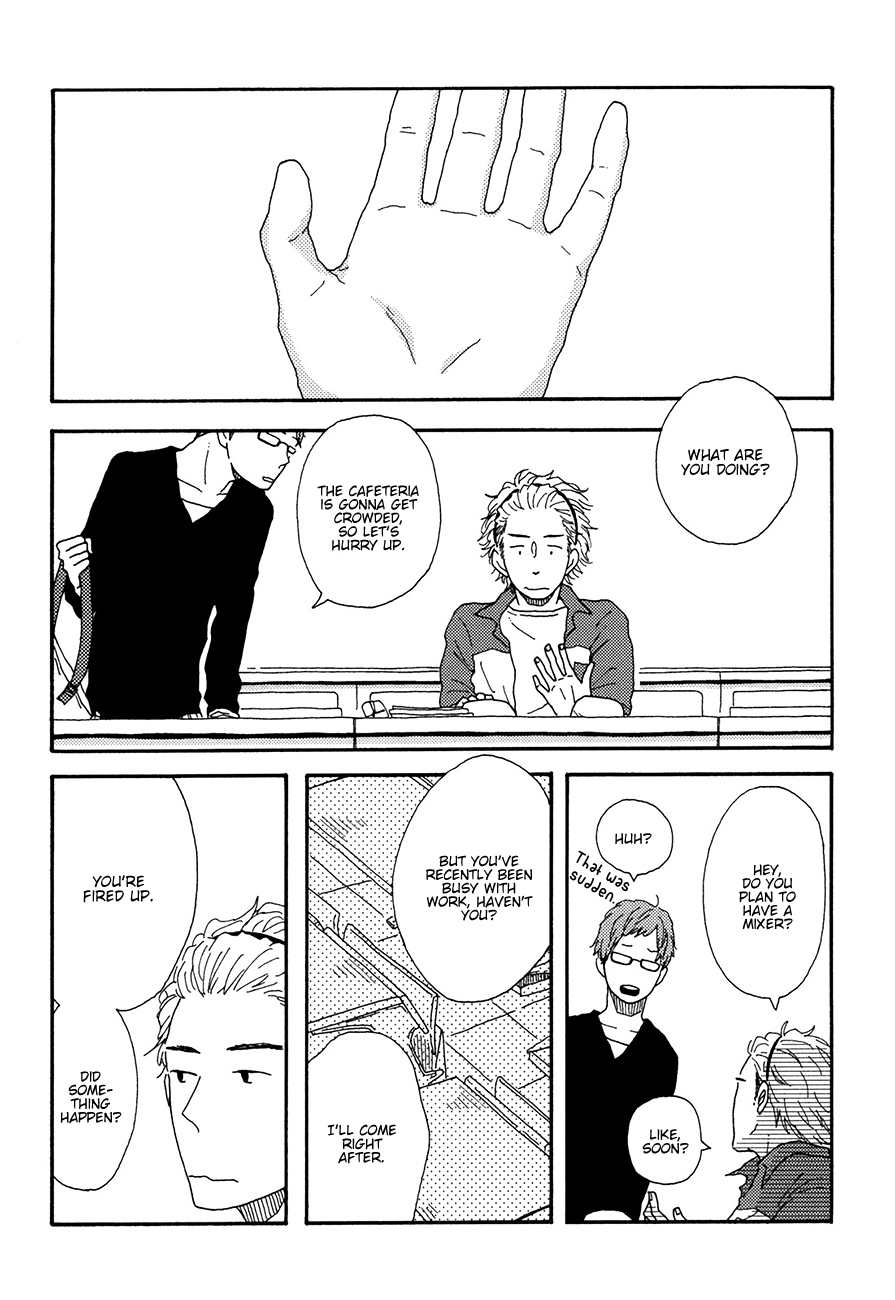 WHAT ARE
YOU DOING?
THE CAFETERIA
IS GONNA GET
CROWDED,
SO LET'S
HURRY UP.
HEY,
DO YOU
PLAN TO
HAVE A
MIXER?
HUH?
That was
sudden.
LIKE,
SOON?
BUT YOU'VE
RECENTLY BEEN
BUSY WITH
WORK, HAVEN'T
YOU?
I'LL COME
RIGHT
AFTER.
YOU'RE
FIRED UP.
DID
SOME-
THING
HAPPEN?